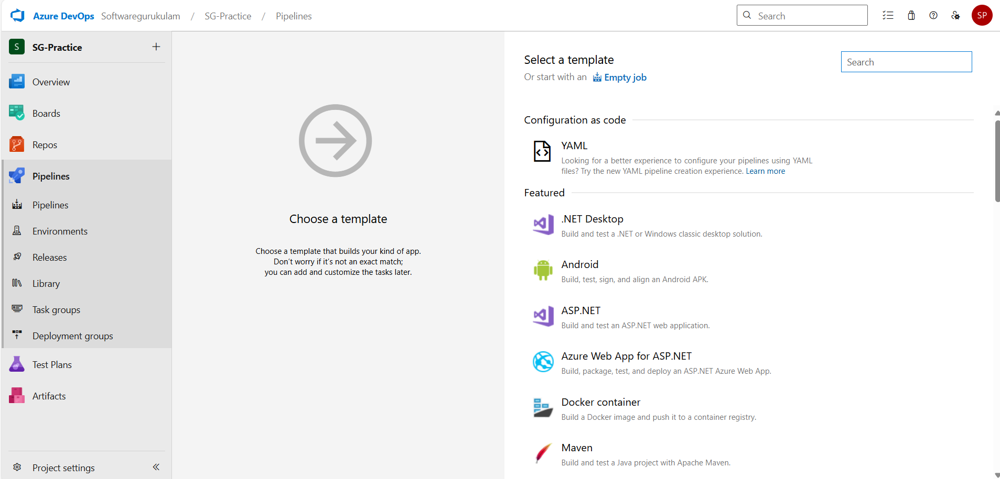 Azure DevOps Softwaregurukulam / SG-Practice / Pipelines
Search
SP
S SG-Practice
Overview
Boards
Repos
Pipelines
Pipelines
Environments
Releases
Library
Task groups
Deployment groups
Test Plans
Artifacts
Project settings
Choose a template
Choose a template that builds your kind of app.
Don't worry if it's not an exact match;
you can add and customize the tasks later.
Select a template
Search
Or start with an Empty job
Configuration as code
YAML
Looking for a better experience to configure your pipelines using YAML
files? Try the new YAML pipeline creation experience. Learn more
Featured
.NET Desktop
Build and test a .NET or Windows classic desktop solution.
Android
Build, test, sign, and align an Android APK.
ASP.NET
Build and test an ASP.NET web application.
Azure Web App for ASP.NET
Build, package, test, and deploy an ASP.NET Azure Web App.
Docker container
Build a Docker image and push it to a container registry.
Maven
Build and test a Java project with Apache Maven.